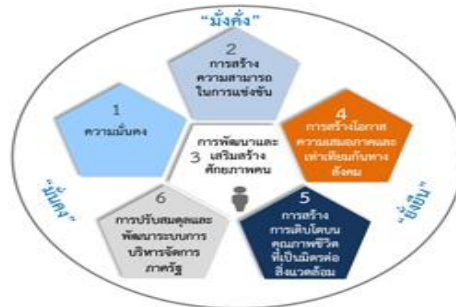 “มั่งคั่ง”
2
การสร้าง
ความสามารถ
ในการแข่งขัน
1
ความมั่นคง
การพัฒนาและ
3 เสริมสร้าง
ศักยภาพคน
4
การสร้างโอกาส
ความเสมอภาคและ
เท่าเทียมกันทาง
สังคม
“มั่นคง”
“ยั่งยืน”
6
การปรับสมดุลและ
พัฒนาระบบการ
บริหารจัดการ
ภาครัฐ
5
การสร้าง
การเติบโตบน
คุณภาพชีวิต
ที่เป็นมิตรต่อ
สิ่งแวดล้อม